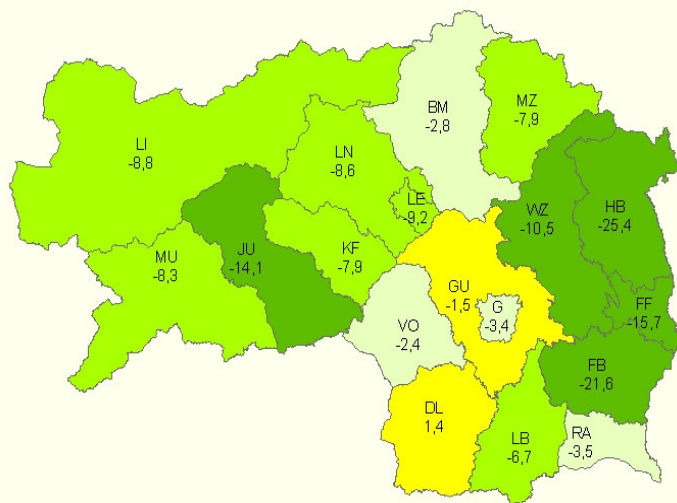 BM
-2,8
MZ
-7,9
LI
-8,8
LN
-8,6
LE
-9,2
WZ
-10,5
HB
-25,4
MU
-8,3
JU
-14,1
KF
-7,9
GU
-1,5
G
-3,4
FF
-15,7
VO
-2,4
FB
-21,6
DL
1,4
LB
-6,7
RA
-3,5